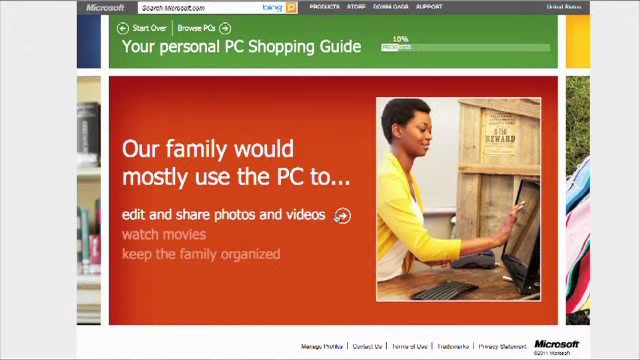 Microsoft
Search Microsoft.com
bing
PRODUCTS STORE DOWNLOADS SUPPORT
United States
Start Over Browse PCs
Your personal PC Shopping Guide
10%
PROGRESS
Our family would
mostly use the PC to...
edit and share photos and videos
watch movies
keep the family organized
REWARD
Manage Profiles Contact Us Terms of Use Trademarks Privacy Statement
Microsoft
©2011 Microsoft